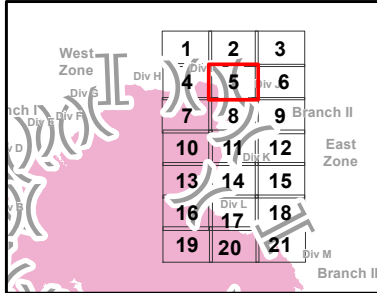 1 2 3
West Zone
Div H
Div
4 5 6
Div J
Div G
7 8 9
Branch II
Div F
Div E
10 11 12
East Zone
D
Div K
13 14 15
16 17 18
Div L
19 20 21
Div M
Branch II